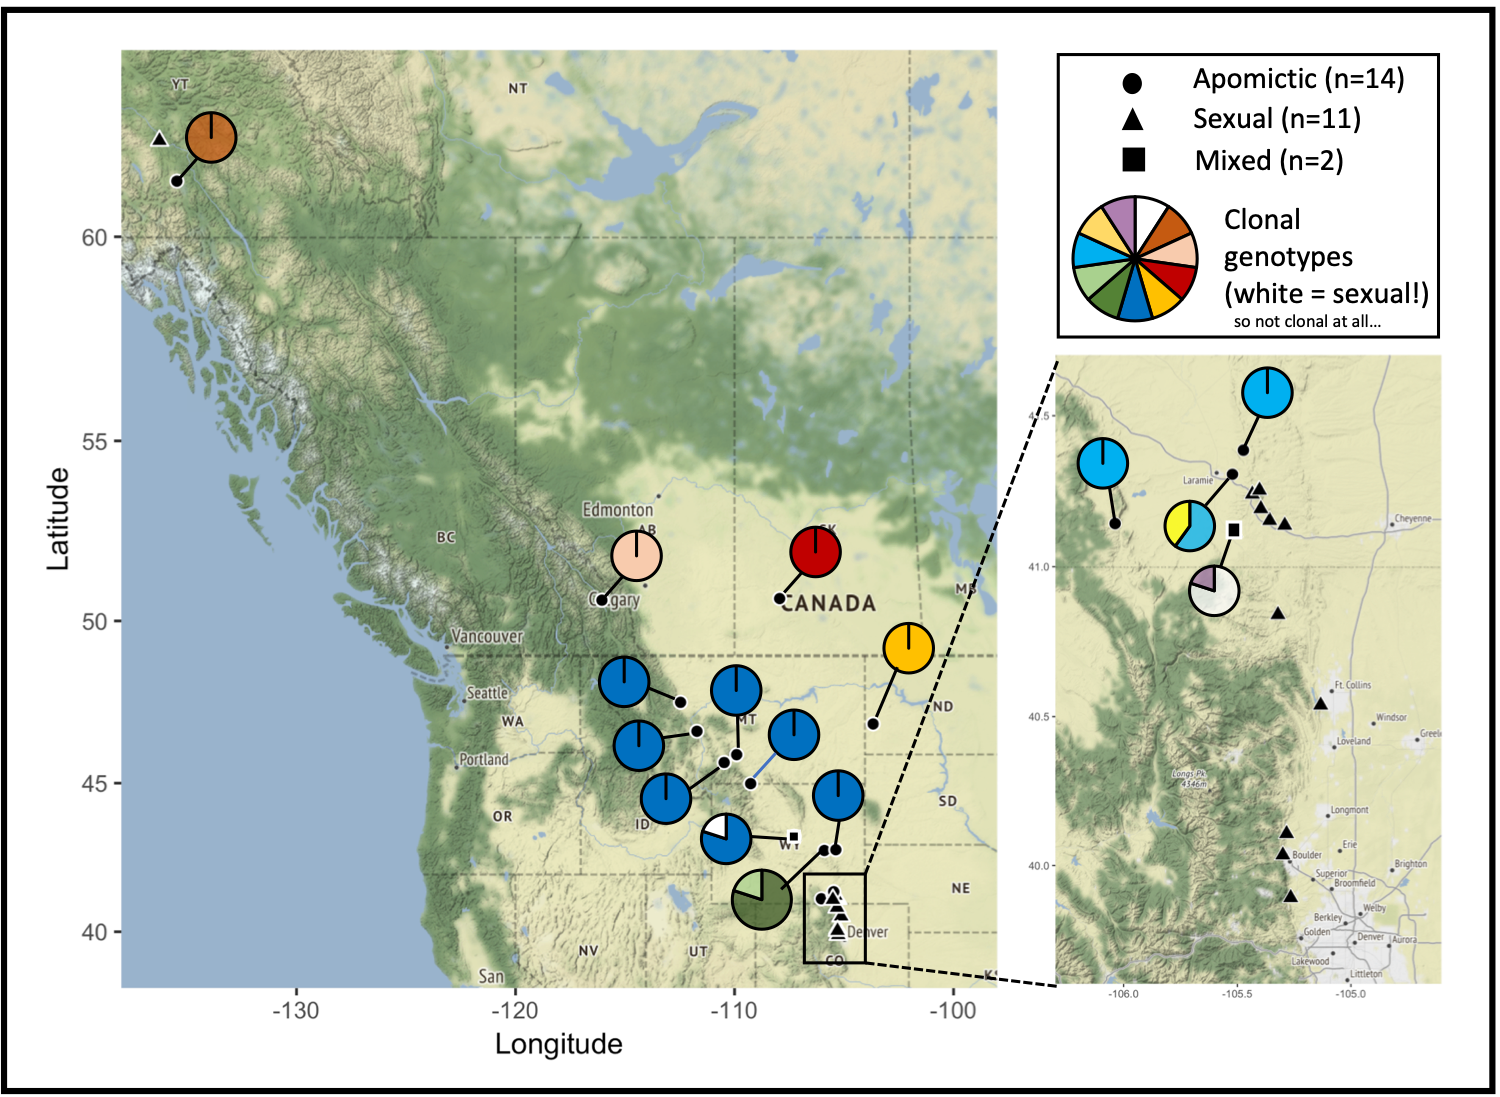 YT
NT
60
55
50
45
40
Latitude
Edmonton
AB
SK
BC
Calgary
CANADA
MB
Vancouver
Seattle
WA
MT
ND
Portland
OR
ID
WY
SD
NE
NV
UT
Denver
CO
San
KS
-130
-120
-110
-100
Longitude
Apomictic (n=14)
Sexual (n=11)
Mixed (n=2)
Clonal
genotypes
(white = sexual!)
so not clonal at all...
41.5
Laramie
Cheyenne
41.0
Ft. Collins
40.5
Windsor
Loveland
Greel
Longs Pk
4346m
Longmont
40.0
Erie
Boulder
Brighton
Superior
Broomfield
Welby
Berkley
Golden
Denver
Aurora
Lakewood
Littleton
-106.0
-105.5
-105.0